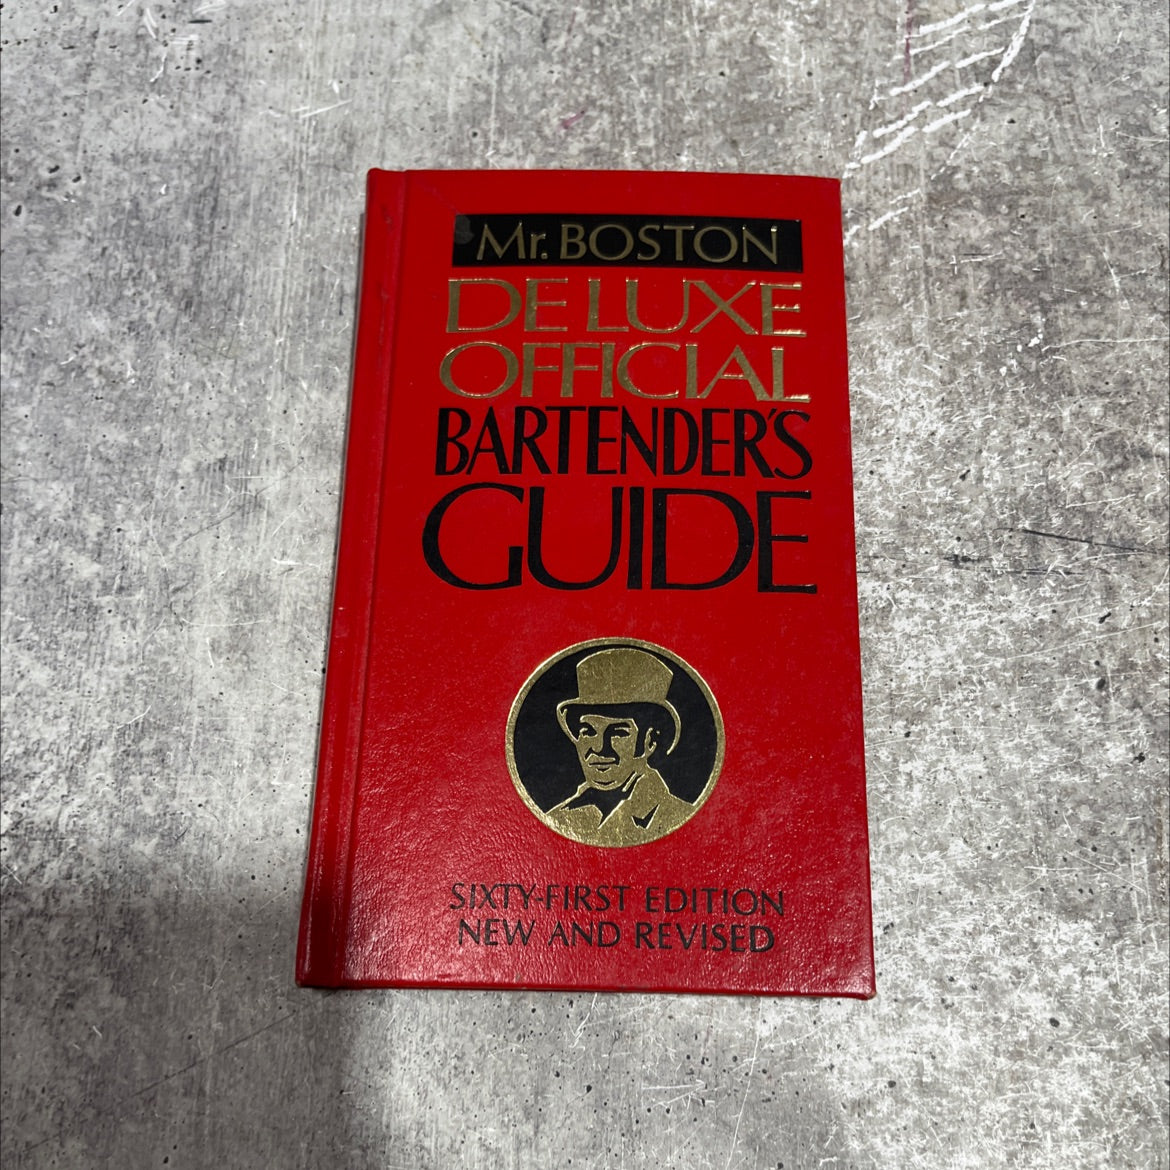 Mr. BOSTON
DE LUXE
OFFICIAL
BARTENDER'S
GUIDE
SIXTY-FIRST EDITION
NEW AND REVISED